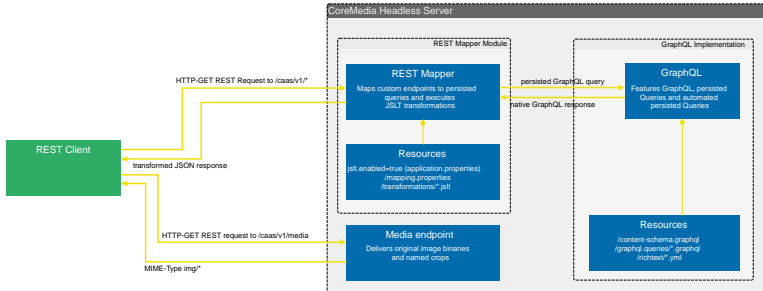 CoreMedia Headless Server
REST Mapper Module
GraphQL Implementation
HTTP-GET REST Request to /caas/v1/*
REST Mapper
Maps custom endpoints to persisted
queries and executes
JSLT transformations
persisted GraphQL query
native GraphQL response
GraphQL
Features GraphQL, persisted
Queries and automated
persisted Queries
REST Client
transformed JSON response
Resources
jslt.enabled=true (application.properties)
/mapping.properties
/transformations/*.jslt
HTTP-GET REST request to /caas/v1/media
Media endpoint
Delivers original image binaries
and named crops
MIME-Type img/*
Resources
/content-schema.graphql
/graphql.queries/*.graphql
/richtext/*.yml